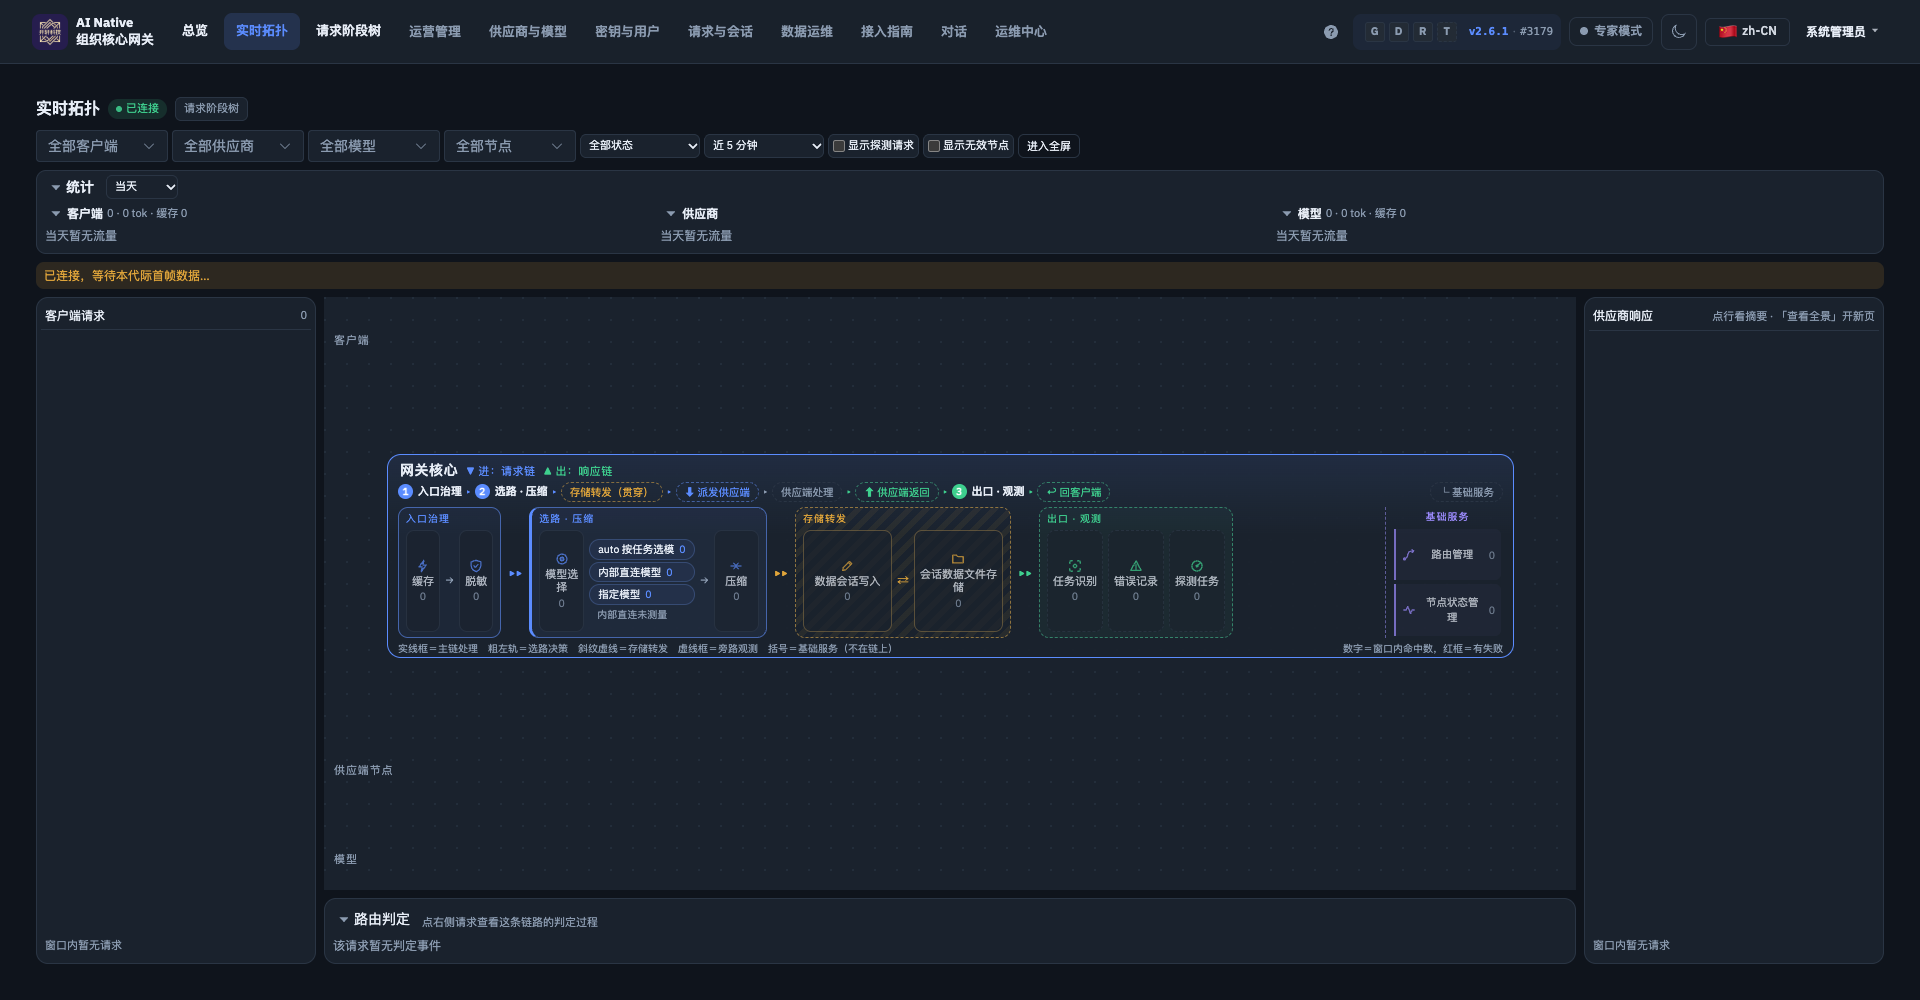 AI Native
组织核心网关
总览
实时拓扑
请求阶段树
运营管理
供应商与模型
密钥与用户
请求与会话
数据运维
接入指南
对话
运维中心
?
G D R T v2.6.1 · #3179
专家模式
zh-CN
系统管理员
实时拓扑
已连接
请求阶段树
全部客户端
全部供应商
全部模型
全部节点
全部状态
近 5 分钟
显示探测请求
显示无效节点
进入全屏
统计
当天
客户端 0 · 0 tok · 缓存 0
当天暂无流量
供应商
当天暂无流量
模型 0 · 0 tok · 缓存 0
当天暂无流量
已连接，等待本代际首帧数据...
客户端请求 0
窗口内暂无请求
客户端
网关核心 ▼ 进：请求链 ▲ 出：响应链
1 入口治理 2 选路 · 压缩 存储转发（贯穿） 派发供应端 供应端处理 供应端返回 3 出口 · 观测 回客户端
└ 基础服务
入口治理
缓存
0
脱敏
0
选路 · 压缩
模型选择
0
auto 按任务选模 0
内部直连模型 0
指定模型 0
内部直连未测量
压缩
0
存储转发
数据会话写入
0
会话数据文件存储
0
出口 · 观测
任务识别
0
错误记录
0
探测任务
0
基础服务
路由管理 0
节点状态管理 0
实线框＝主链处理 粗左轨＝选路决策 斜纹虚线＝存储转发 虚线框＝旁路观测 括号＝基础服务（不在链上）
数字＝窗口内命中数，红框＝有失败
供应端节点
模型
路由判定 点右侧请求查看这条链路的判定过程
该请求暂无判定事件
供应商响应 点行看摘要 · 「查看全景」开新页
窗口内暂无请求